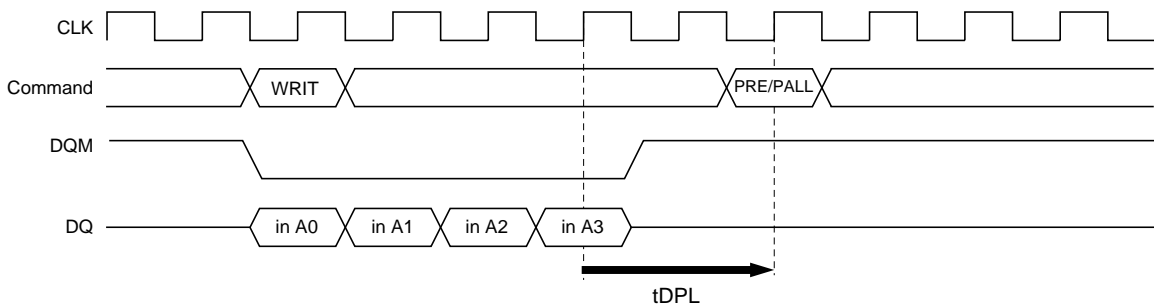 CLK
Command WRIT PRE/PALL
DQM
DQ in A0 in A1 in A2 in A3
tDPL